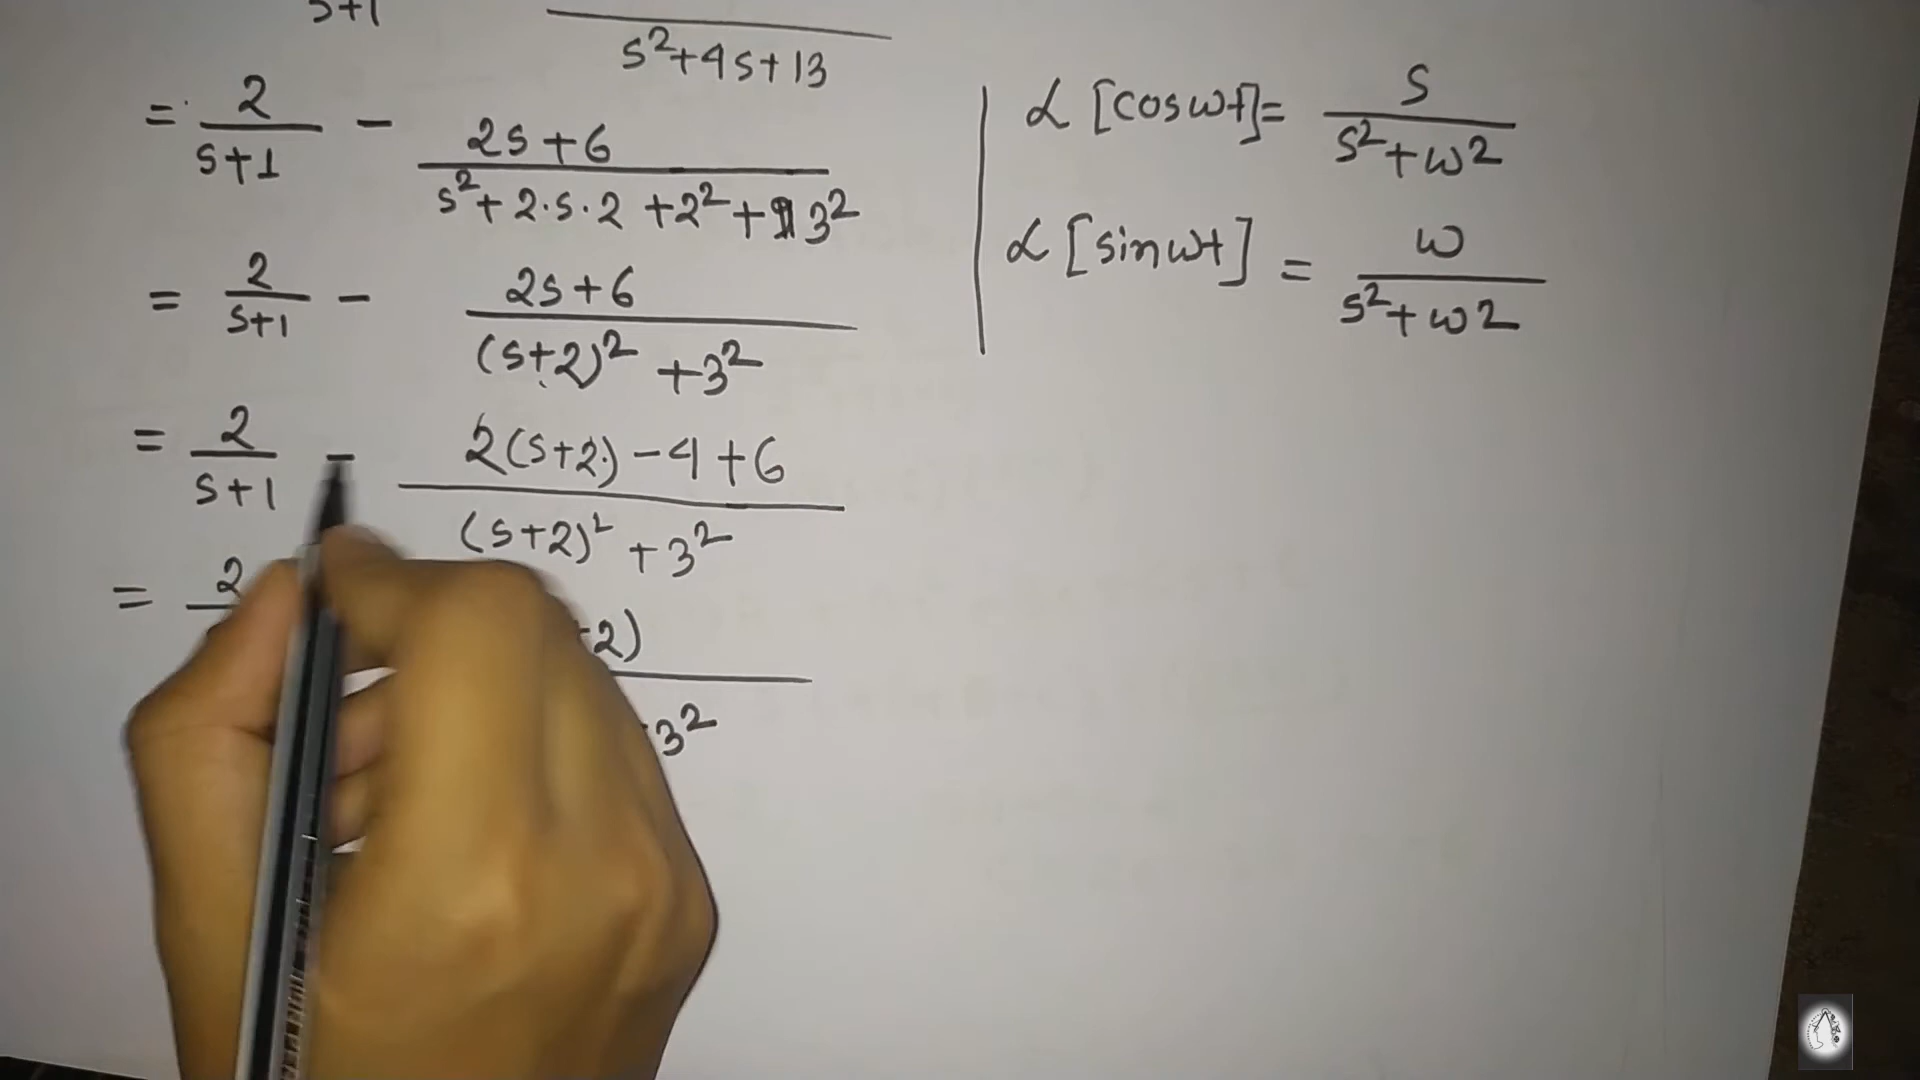 s+1
s²+4s+13
= 2/(s+1) − (2s+6)/(s²+2·s·2+2²+3²)
= 2/(s+1) − (2s+6)/((s+2)²+3²)
= 2/(s+1) − (2(s+2)−4+6)/((s+2)²+3²)
= 2
2)
3²
ℒ[cosωt]= s/(s²+ω²)
ℒ[sinωt] = ω/(s²+ω²)